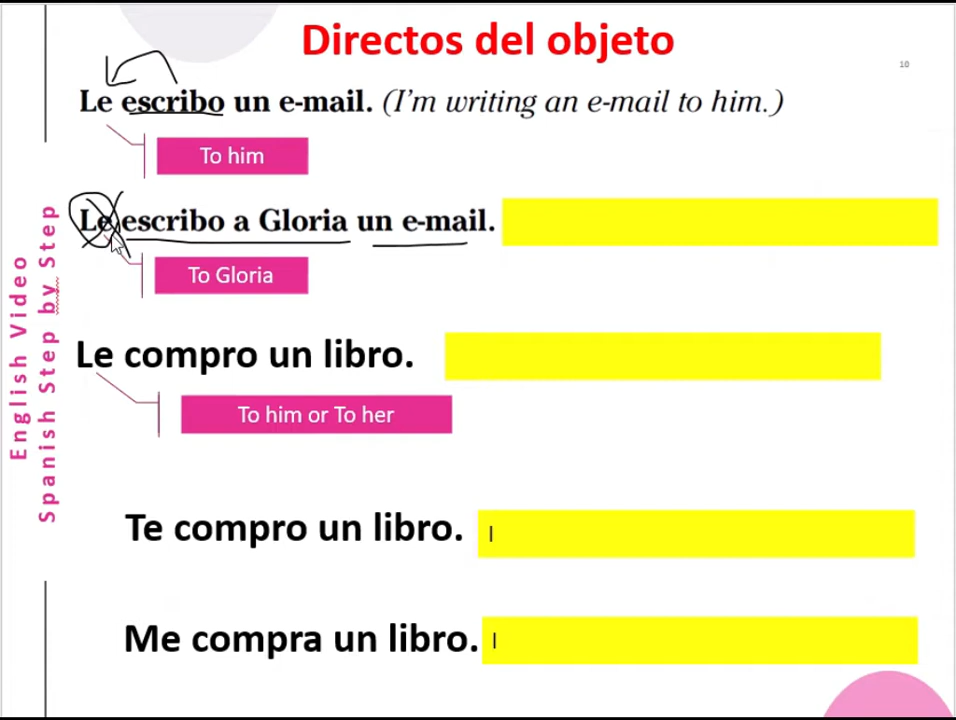 Directos del objeto
10
Le escribo un e-mail. (I'm writing an e-mail to him.)
To him
Le escribo a Gloria un e-mail.
To Gloria
Le compro un libro.
To him or To her
Te compro un libro.
I
Me compra un libro.
I
English Video
Spanish Step by Step